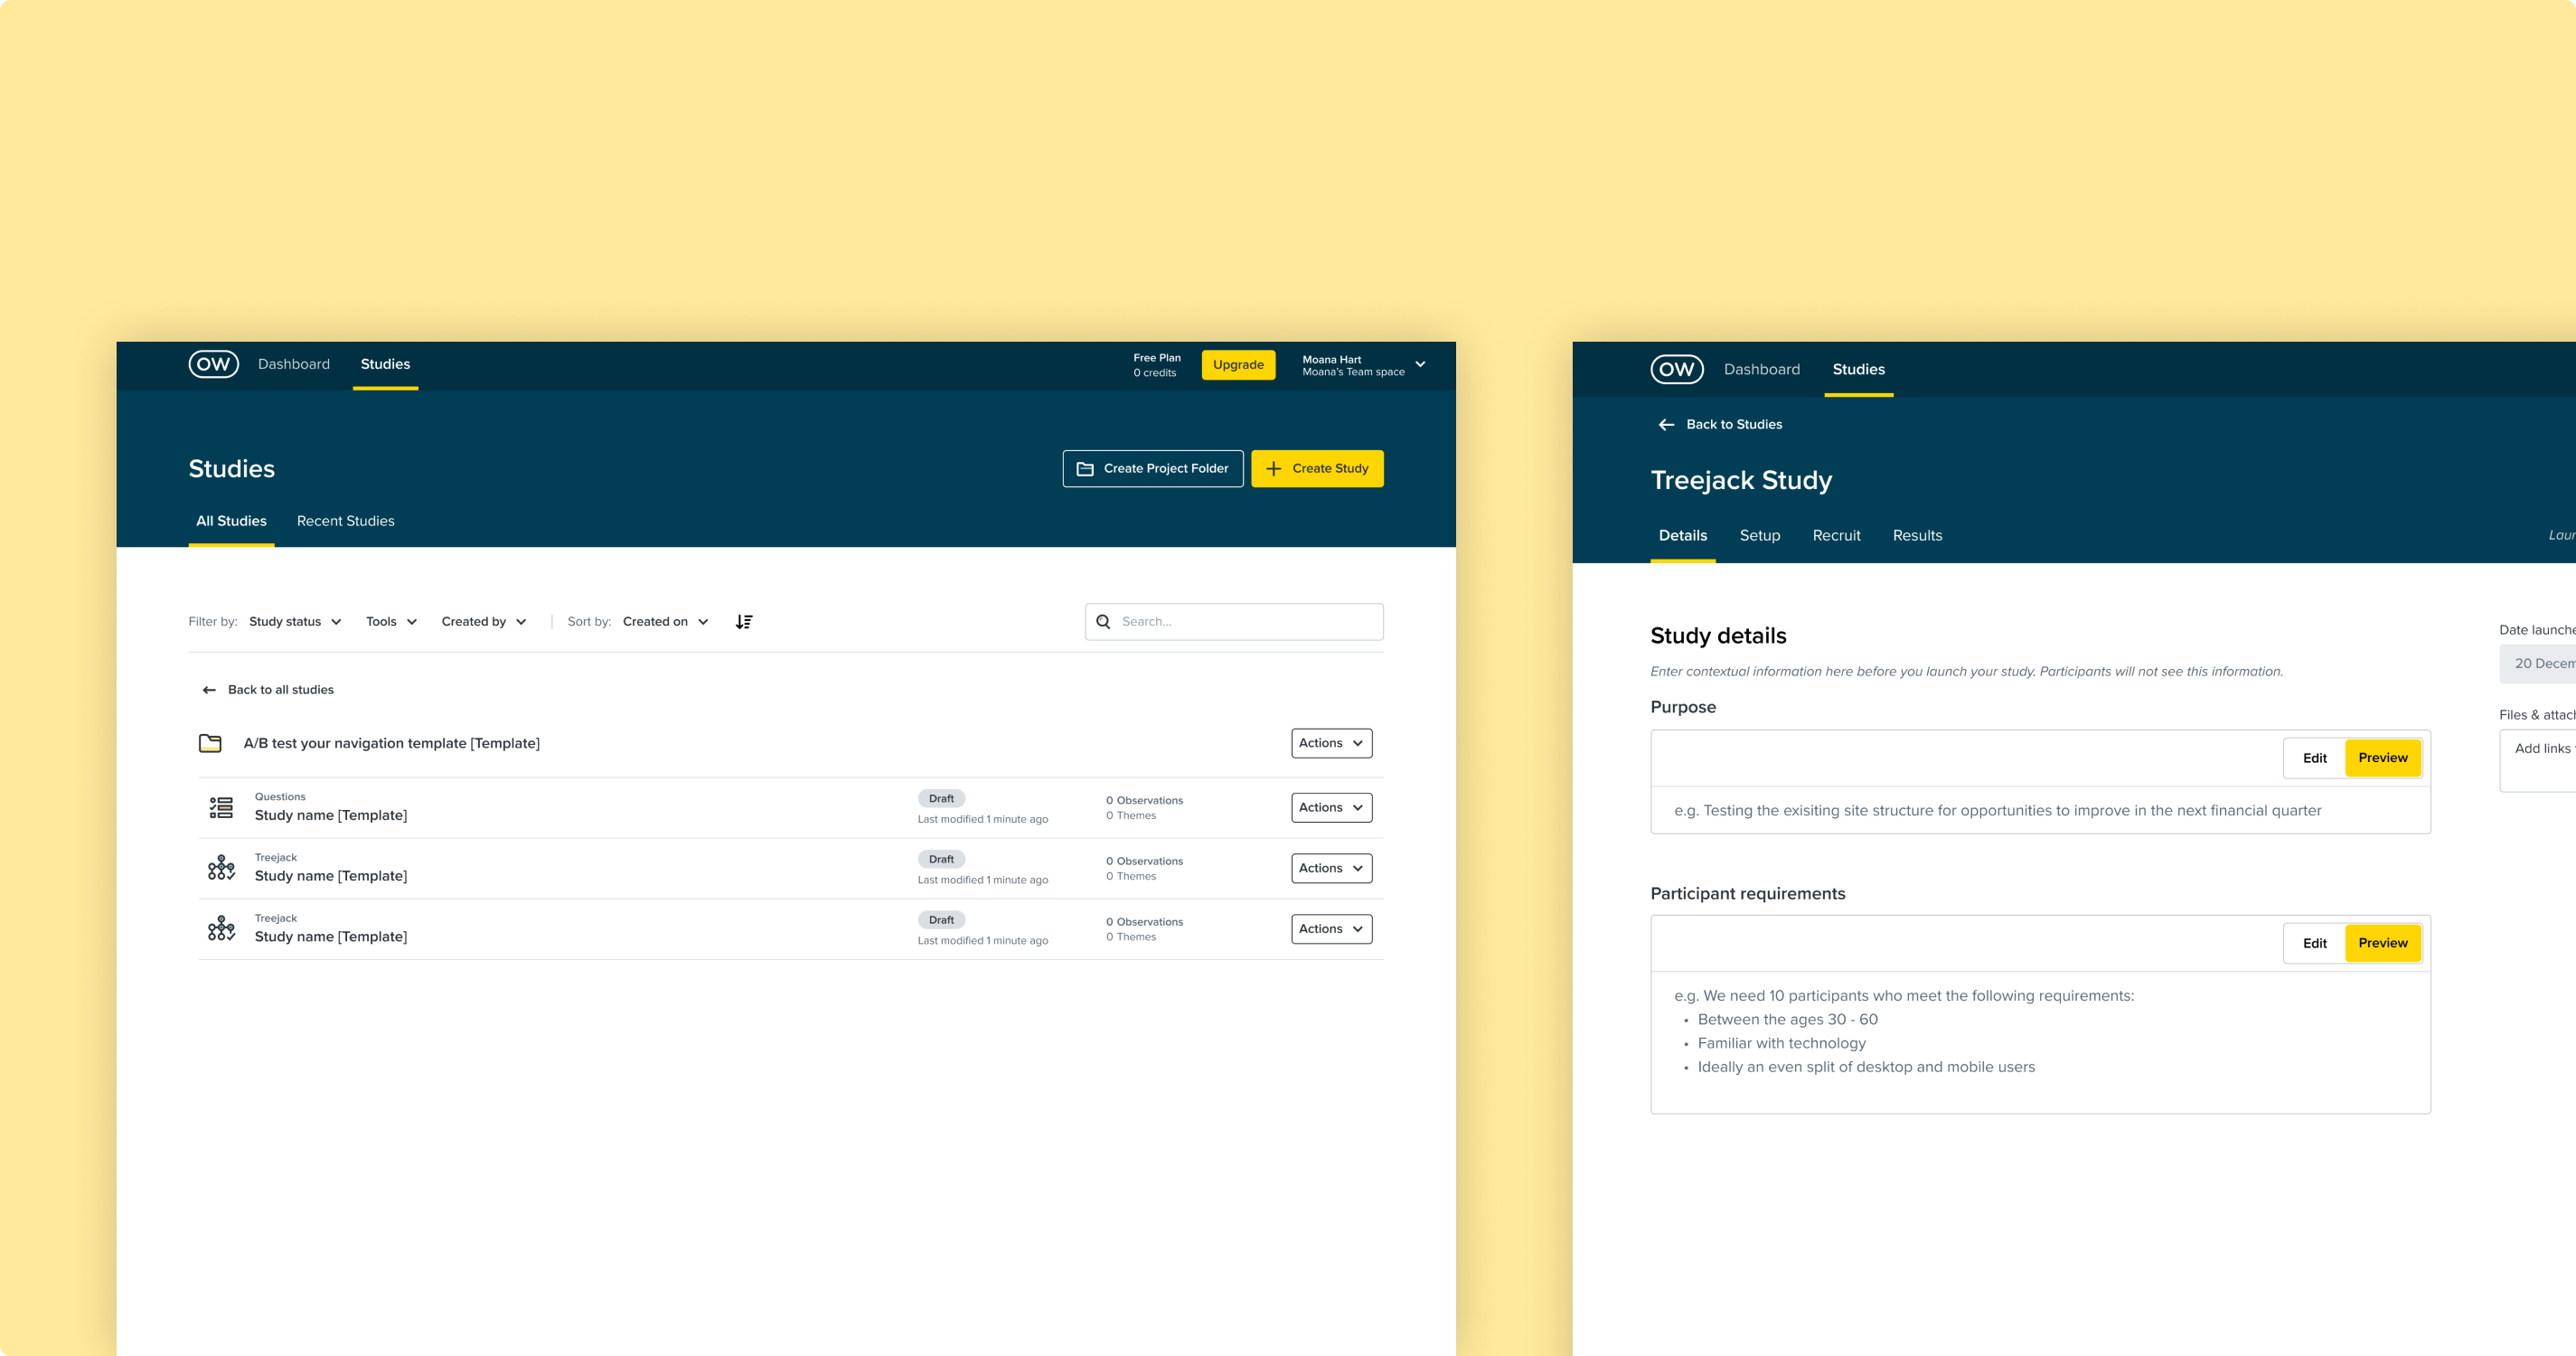 OW Dashboard Studies
Free Plan
0 credits
Upgrade
Moana Hart
Moana's Team space
Studies
Create Project Folder
Create Study
All Studies Recent Studies
Filter by: Study status Tools Created by | Sort by: Created on
Search...
Back to all studies
A/B test your navigation template [Template]
Actions
Questions
Study name [Template]
Draft
Last modified 1 minute ago
0 Observations
0 Themes
Actions
Treejack
Study name [Template]
Draft
Last modified 1 minute ago
0 Observations
0 Themes
Actions
Treejack
Study name [Template]
Draft
Last modified 1 minute ago
0 Observations
0 Themes
Actions
OW Dashboard Studies
Back to Studies
Treejack Study
Details Setup Recruit Results
Laun
Study details
Enter contextual information here before you launch your study. Participants will not see this information.
Purpose
Edit Preview
e.g. Testing the exisiting site structure for opportunities to improve in the next financial quarter
Participant requirements
Edit Preview
e.g. We need 10 participants who meet the following requirements:
• Between the ages 30 - 60
• Familiar with technology
• Ideally an even split of desktop and mobile users
Date launche
20 Decem
Files & attach
Add links